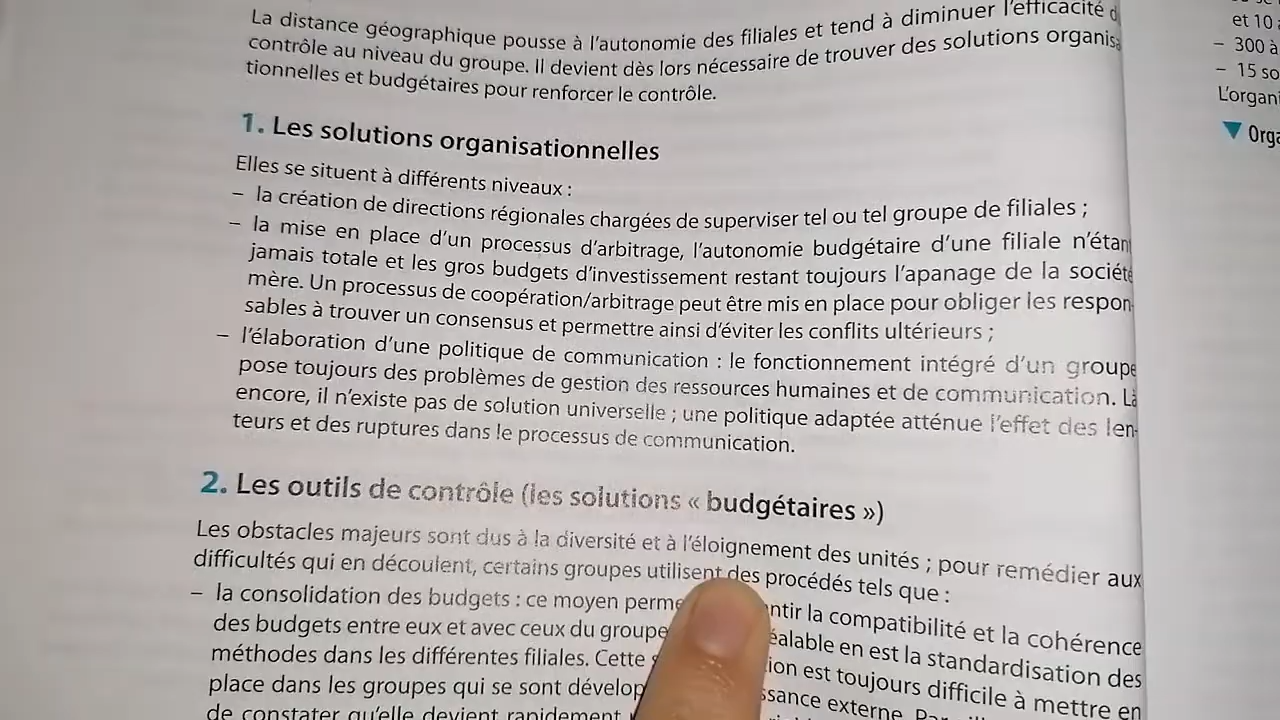 La distance géographique pousse à l'autonomie des filiales et tend à diminuer l'efficacité
contrôle au niveau du groupe. Il devient dès lors nécessaire de trouver des solutions organisa
tionnelles et budgétaires pour renforcer le contrôle.
1. Les solutions organisationnelles
Elles se situent à différents niveaux :
– la création de directions régionales chargées de superviser tel ou tel groupe de filiales ;
– la mise en place d'un processus d'arbitrage, l'autonomie budgétaire d'une filiale n'étan
jamais totale et les gros budgets d'investissement restant toujours l'apanage de la société
mère. Un processus de coopération/arbitrage peut être mis en place pour obliger les respon-
sables à trouver un consensus et permettre ainsi d'éviter les conflits ultérieurs ;
– l'élaboration d'une politique de communication : le fonctionnement intégré d'un groupe
pose toujours des problèmes de gestion des ressources humaines et de communication. Là
encore, il n'existe pas de solution universelle ; une politique adaptée atténue l'effet des len-
teurs et des ruptures dans le processus de communication.
2. Les outils de contrôle (les solutions « budgétaires »)
Les obstacles majeurs sont dus à la diversité et à l'éloignement des unités ; pour remédier aux
difficultés qui en découlent, certains groupes utilisent des procédés tels que :
– la consolidation des budgets : ce moyen perme ntir la compatibilité et la cohérence
des budgets entre eux et avec ceux du groupe éalable en est la standardisation des
méthodes dans les différentes filiales. Cette ion est toujours difficile à mettre en
place dans les groupes qui se sont dévelop ssance externe.
de constater qu'elle devient rapidement
et 10
– 300 à
– 15 so
L'organi
▼ Orga